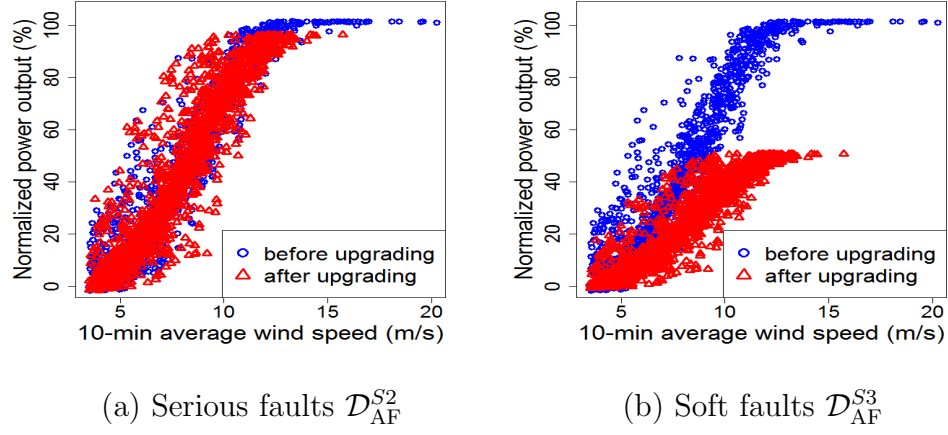 Normalized power output (%)
100
80
60
40
20
0
before upgrading
after upgrading
5 10 15 20
10-min average wind speed (m/s)
(a) Serious faults $\mathcal{D}_{\mathrm{AF}}^{S2}$
Normalized power output (%)
100
80
60
40
20
0
before upgrading
after upgrading
5 10 15 20
10-min average wind speed (m/s)
(b) Soft faults $\mathcal{D}_{\mathrm{AF}}^{S3}$